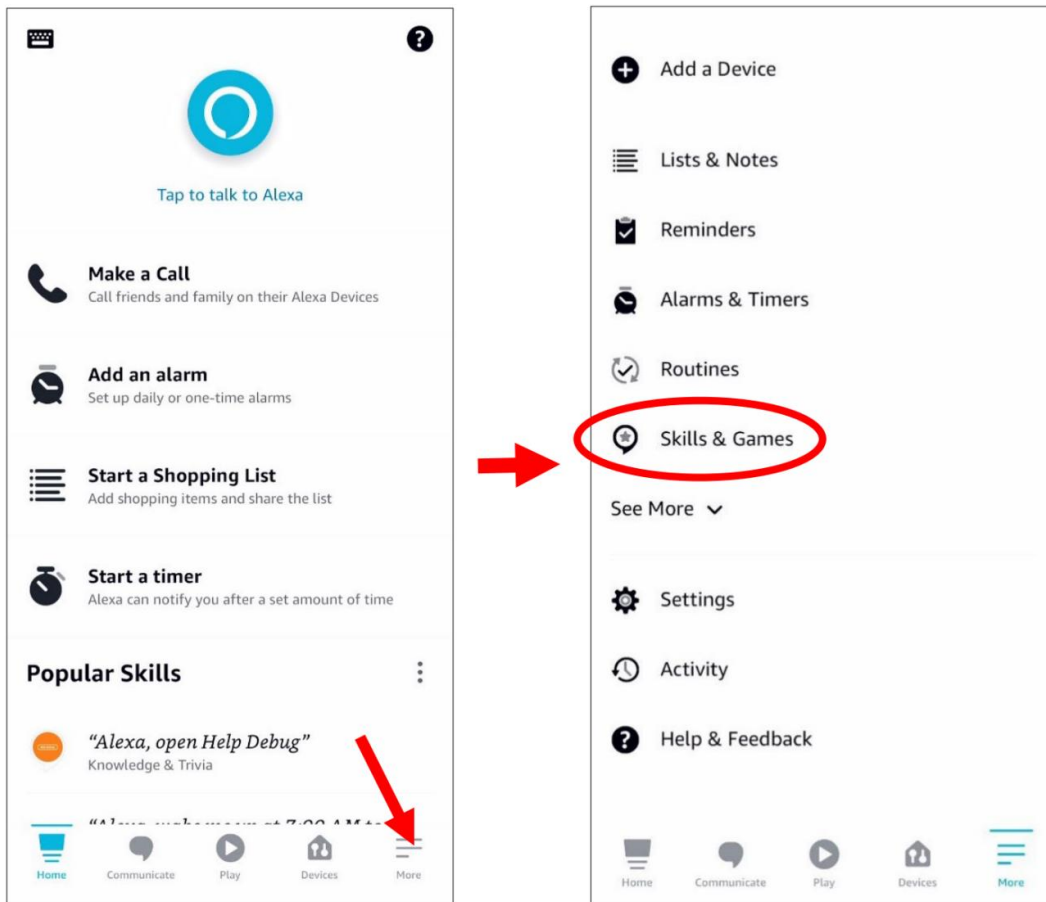 Tap to talk to Alexa
Make a Call
Call friends and family on their Alexa Devices
Add an alarm
Set up daily or one-time alarms
Start a Shopping List
Add shopping items and share the list
Start a timer
Alexa can notify you after a set amount of time
Popular Skills
“Alexa, open Help Debug”
Knowledge & Trivia
Home Communicate Play Devices More
Add a Device
Lists & Notes
Reminders
Alarms & Timers
Routines
Skills & Games
See More
Settings
Activity
Help & Feedback
Home Communicate Play Devices More